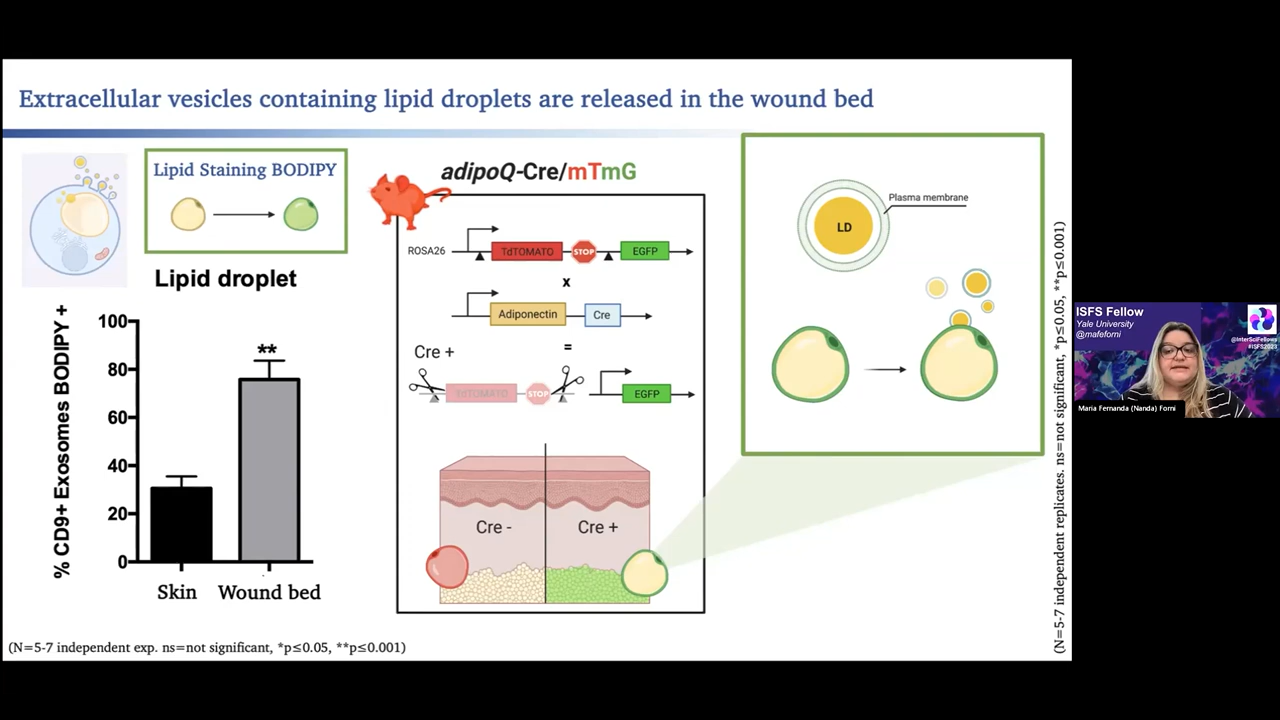 Extracellular vesicles containing lipid droplets are released in the wound bed
Lipid Staining BODIPY
Lipid droplet
% CD9+ Exosomes BODIPY +
100
80
60
40
20
0
**
Skin
Wound bed
(N=5-7 independent exp. ns=not significant, *p≤0.05, **p≤0.001)
adipoQ-Cre/mTmG
ROSA26
TdTOMATO
STOP
EGFP
x
Adiponectin
Cre
=
Cre +
TdTOMATO
STOP
EGFP
Cre -
Cre +
LD
Plasma membrane
(N=5-7 independent replicates. ns=not significant, *p≤0.05, **p≤0.001)
ISFS Fellow
Yale University
@mafeforni
@InterSciFellows
#ISFS2023
Maria Fernanda (Nanda) Forni